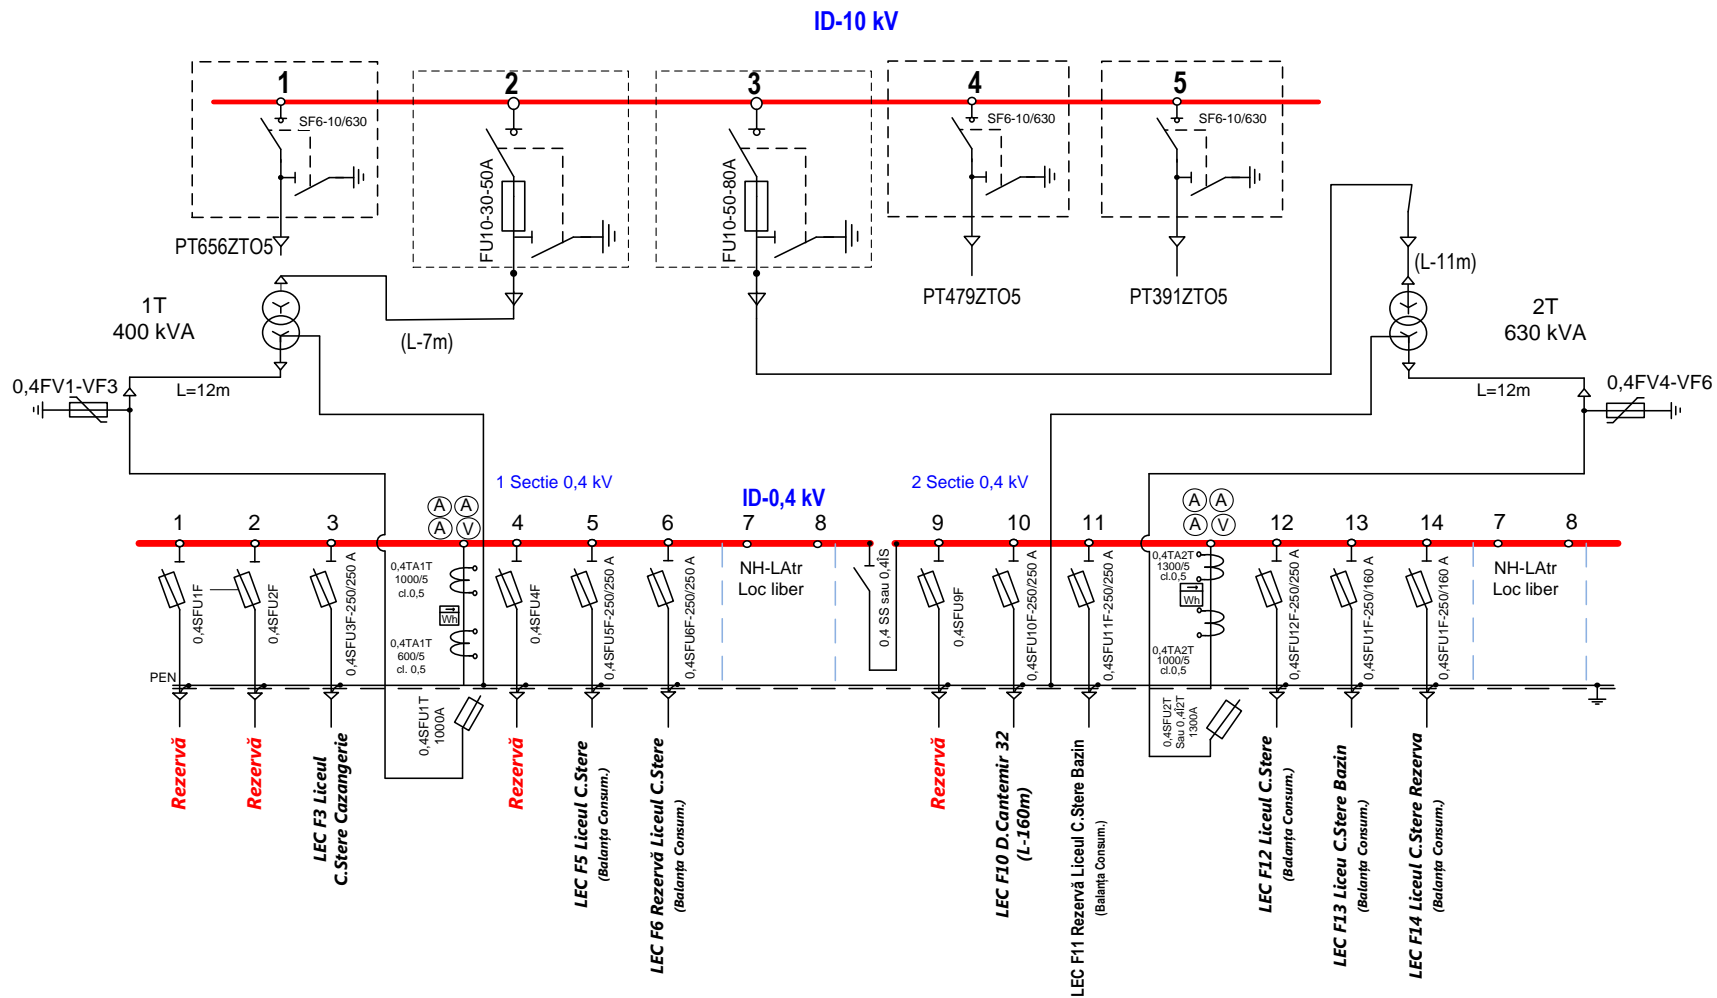 ID-10 kV
1
2
3
4
5
SF6-10/630
SF6-10/630
SF6-10/630
FU10-30-50A
FU10-50-80A
PT656ZTO5
PT479ZTO5
PT391ZTO5
(L-7m)
(L-11m)
1T
400 kVA
2T
630 kVA
0,4FV1-VF3
L=12m
L=12m
0,4FV4-VF6
1 Sectie 0,4 kV
ID-0,4 kV
2 Sectie 0,4 kV
A A
A V
A A
A V
1
2
3
4
5
6
7
8
9
10
11
12
13
14
7
8
0,4SFU1F
0,4SFU2F
0,4SFU3F-250/250 A
0,4TA1T
1000/5
cl.0,5
Wh
0,4TA1T
600/5
cl. 0,5
0,4SFU4F
0,4SFU5F-250/250 A
0,4SFU6F-250/250 A
NH-LAtr
Loc liber
0,4 SS sau 0,4ÎS
0,4SFU9F
0,4SFU10F-250/250 A
0,4SFU11F-250/250 A
0,4TA2T
1300/5
cl.0,5
Wh
0,4TA2T
1000/5
cl.0,5
0,4SFU12F-250/250 A
0,4SFU1F-250/160 A
0,4SFU1F-250/160 A
NH-LAtr
Loc liber
PEN
0,4SFU1T
1000A
0,4SFU2T
Sau 0,4Î2T
1300A
Rezervă
Rezervă
LEC F3 Liceul
C.Stere Cazangerie
Rezervă
LEC F5 Liceul C.Stere
(Balanța Consum.)
LEC F6 Rezervă Liceul C.Stere
(Balanța Consum.)
Rezervă
LEC F10 D.Cantemir 32
(L-160m)
LEC F11 Rezervă Liceul C.Stere Bazin
(Balanța Consum.)
LEC F12 Liceul C.Stere
(Balanța Consum.)
LEC F13 Liceu C.Stere Bazin
(Balanța Consum.)
LEC F14 Liceul C.Stere Rezerva
(Balanța Consum.)